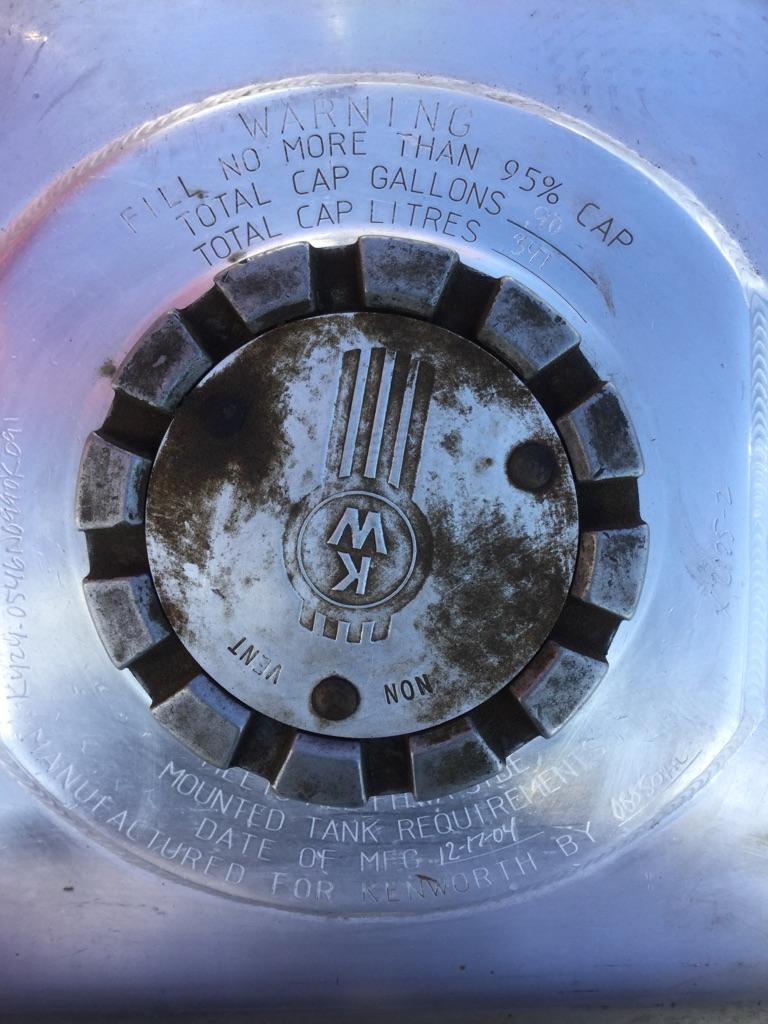 WARNING
FILL NO MORE THAN 95% CAP
TOTAL CAP GALLONS 90
TOTAL CAP LITRES 341
KW
NON VENT
MOUNTED TANK REQUIREMENTS
DATE OF MFG 12-17-04
MANUFACTURED FOR KENWORTH BY